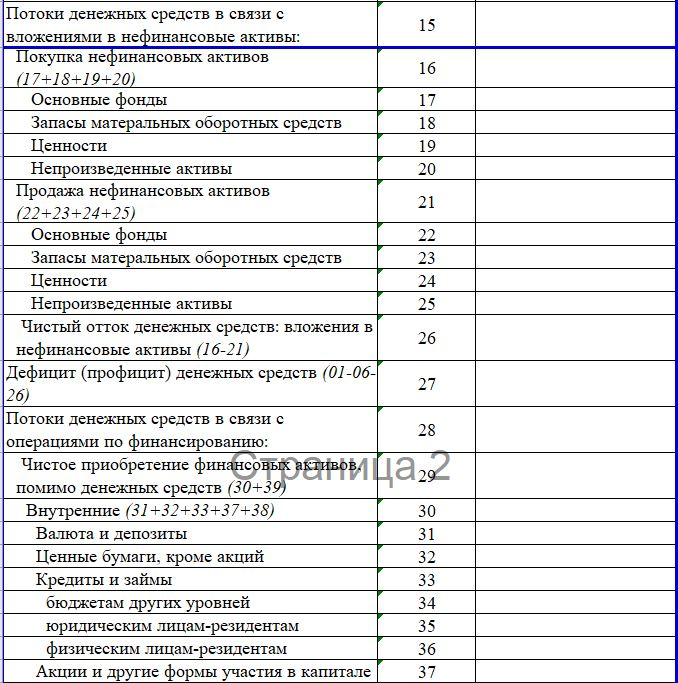 Потоки денежных средств в связи с
вложениями в нефинансовые активы:
15
Покупка нефинансовых активов
(17+18+19+20)
16
Основные фонды 17
Запасы матеральных оборотных средств 18
Ценности 19
Непроизведенные активы 20
Продажа нефинансовых активов
(22+23+24+25)
21
Основные фонды 22
Запасы матеральных оборотных средств 23
Ценности 24
Непроизведенные активы 25
Чистый отток денежных средств: вложения в
нефинансовые активы (16-21)
26
Дефицит (профицит) денежных средств (01-06-
26)
27
Потоки денежных средств в связи с
операциями по финансированию:
28
Чистое приобретение финансовых активов,
помимо денежных средств (30+39)
29
Страница 2
Внутренние (31+32+33+37+38) 30
Валюта и депозиты 31
Ценные бумаги, кроме акций 32
Кредиты и займы 33
бюджетам других уровней 34
юридическим лицам-резидентам 35
физическим лицам-резидентам 36
Акции и другие формы участия в капитале 37